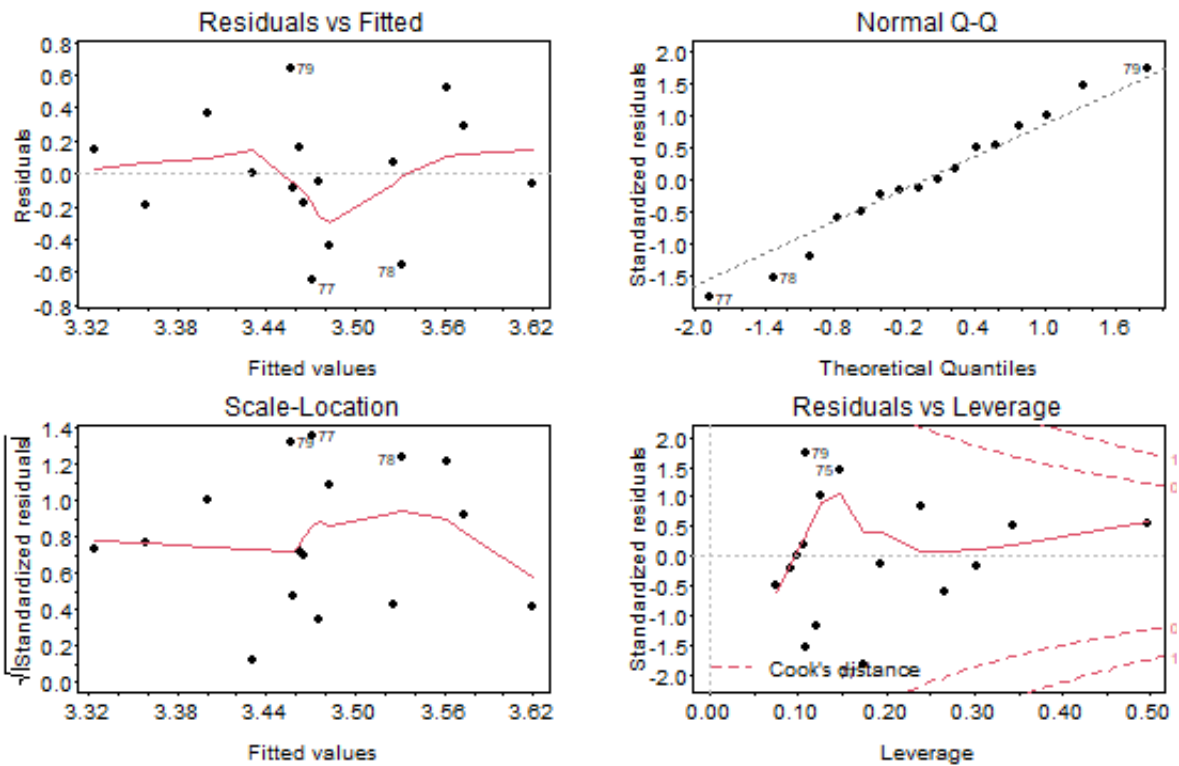 Residuals vs Fitted
Residuals
0.8
0.6
0.4
0.2
0.0
-0.2
-0.4
-0.6
-0.8
79
78
77
3.32 3.38 3.44 3.50 3.56 3.62
Fitted values
Normal Q-Q
Standardized residuals
2.0
1.5
1.0
0.5
0.0
-0.5
-1.0
-1.5
79
78
77
-2.0 -1.4 -0.8 -0.2 0.4 1.0 1.6
Theoretical Quantiles
Scale-Location
√|Standardized residuals|
1.4
1.2
1.0
0.8
0.6
0.4
0.2
0.0
77
79
78
3.32 3.38 3.44 3.50 3.56 3.62
Fitted values
Residuals vs Leverage
Standardized residuals
2.0
1.5
1.0
0.5
0.0
-0.5
-1.0
-1.5
-2.0
79
75
1
0
0
1
Cook's distance
0.00 0.10 0.20 0.30 0.40 0.50
Leverage